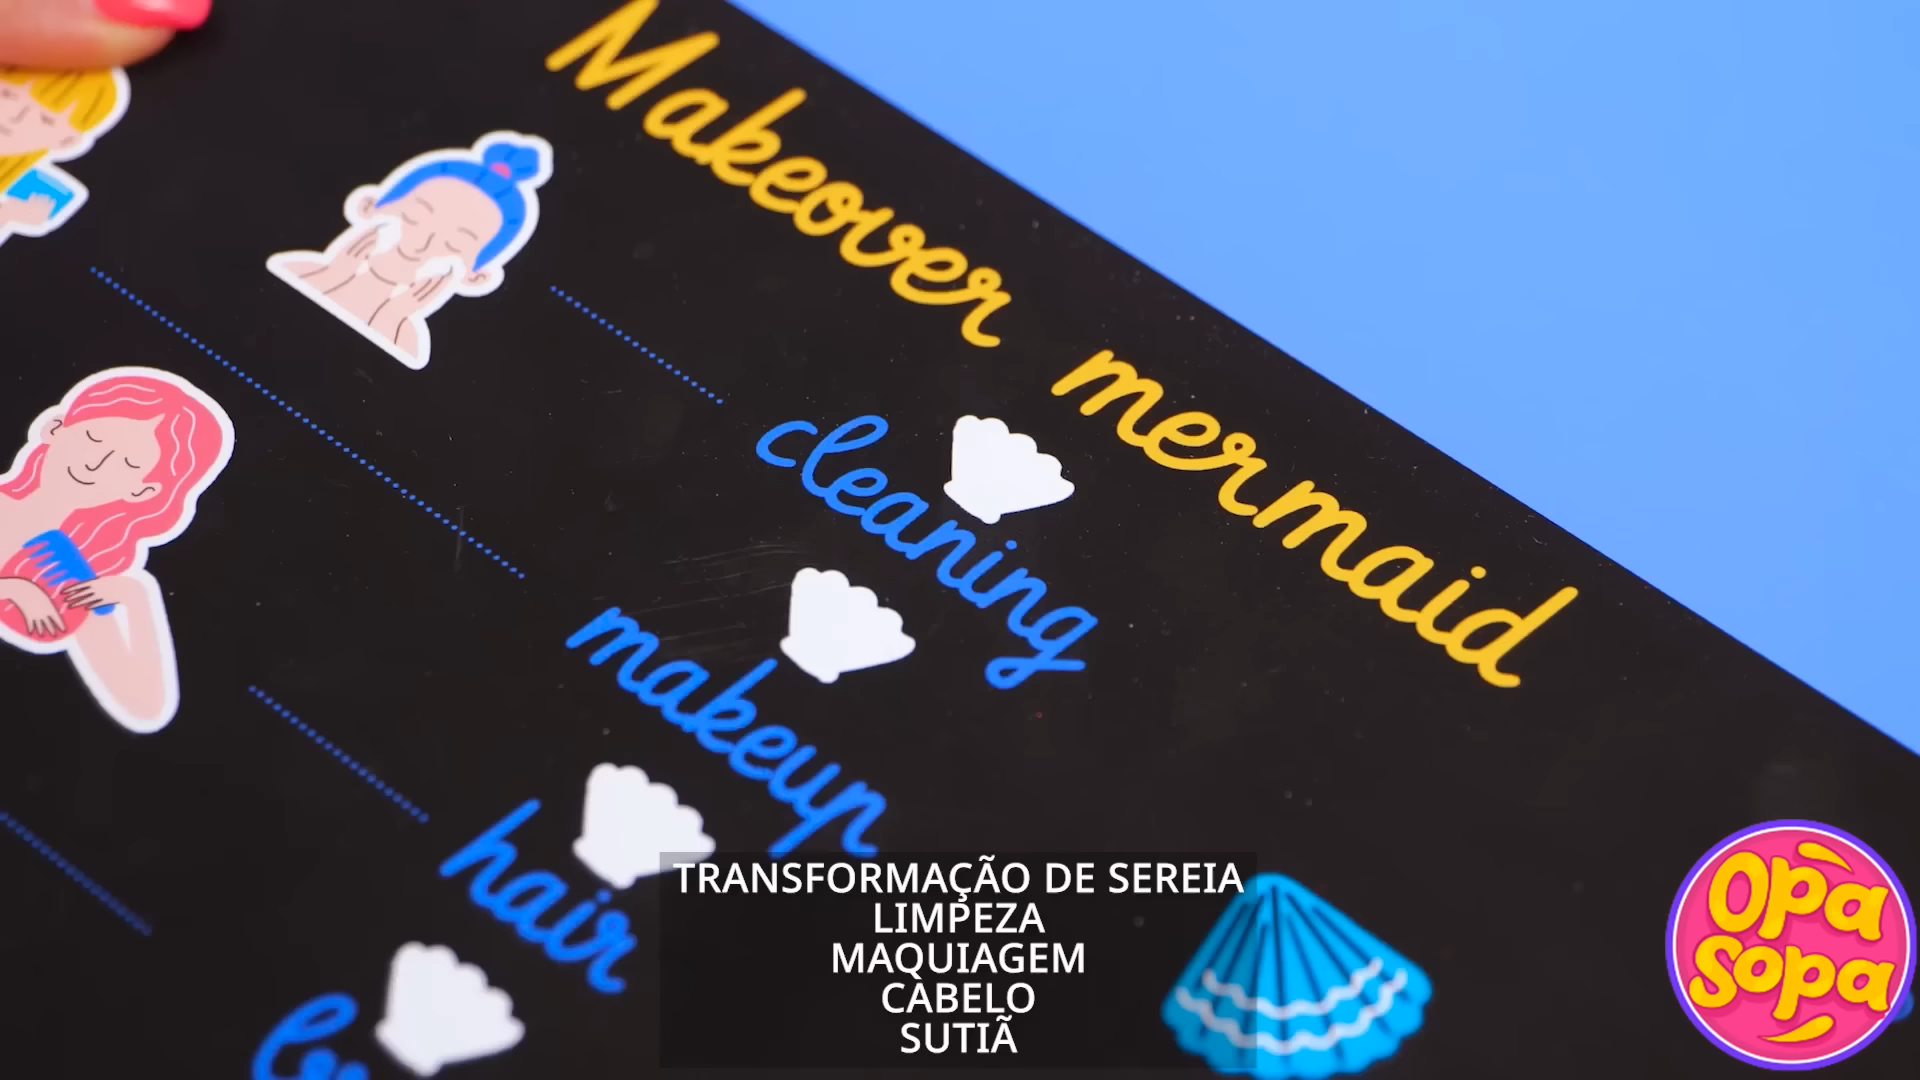 Makeover mermaid
cleaning
makeup
hair
TRANSFORMAÇÃO DE SEREIA
LIMPEZA
MAQUIAGEM
CABELO
SUTIÃ
Opa
Sopa